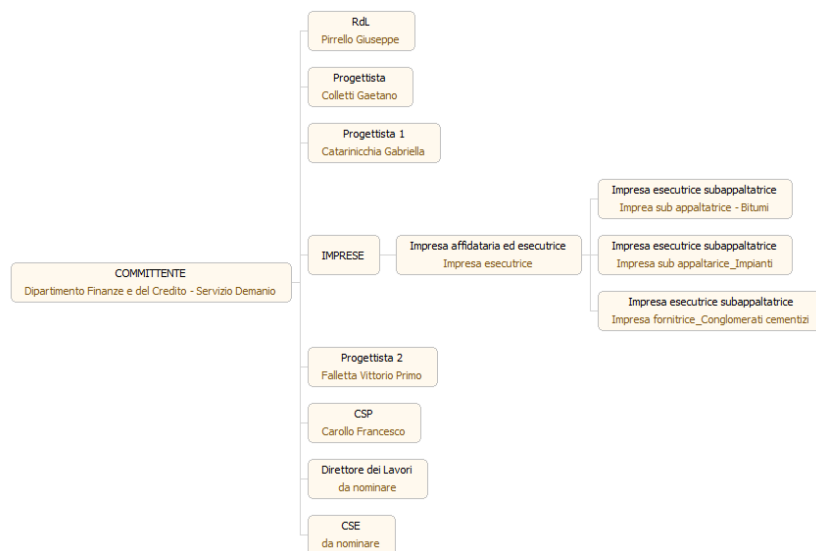 RdL
Pirrello Giuseppe
Progettista
Colletti Gaetano
Progettista 1
Catarinicchia Gabriella
Impresa esecutrice subappaltatrice
Imprea sub appaltatrice - Bitumi
IMPRESE
Impresa affidataria ed esecutrice
Impresa esecutrice
Impresa esecutrice subappaltatrice
Impresa sub appaltarice_Impianti
COMMITTENTE
Dipartimento Finanze e del Credito - Servizio Demanio
Impresa esecutrice subappaltatrice
Impresa fornitrice_Conglomerati cementizi
Progettista 2
Falletta Vittorio Primo
CSP
Carollo Francesco
Direttore dei Lavori
da nominare
CSE
da nominare